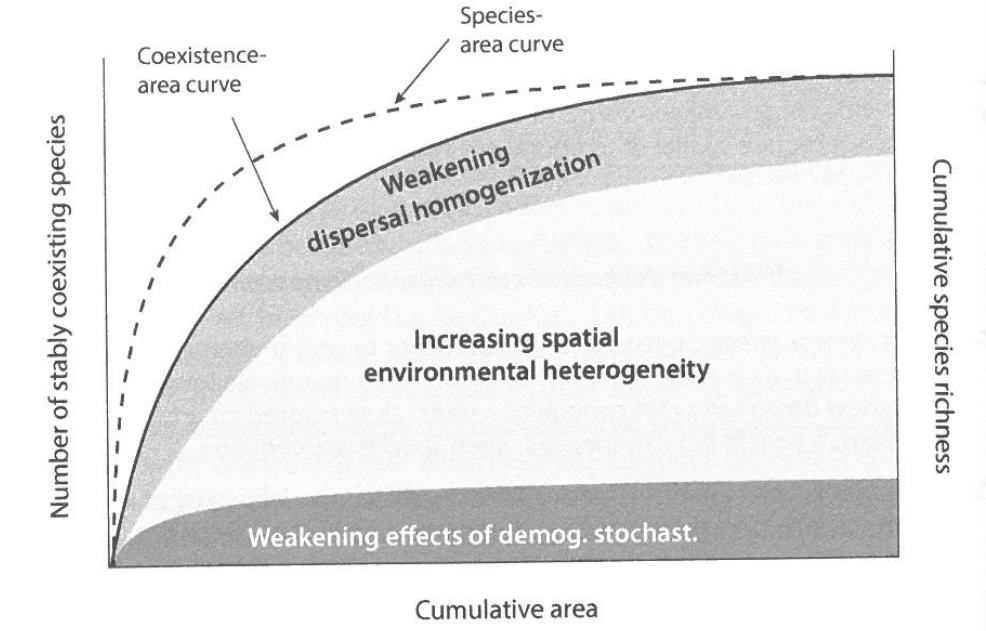 Species-
area curve
Coexistence-
area curve
Number of stably coexisting species
Weakening
dispersal homogenization
Increasing spatial
environmental heterogeneity
Weakening effects of demog. stochast.
Cumulative species richness
Cumulative area